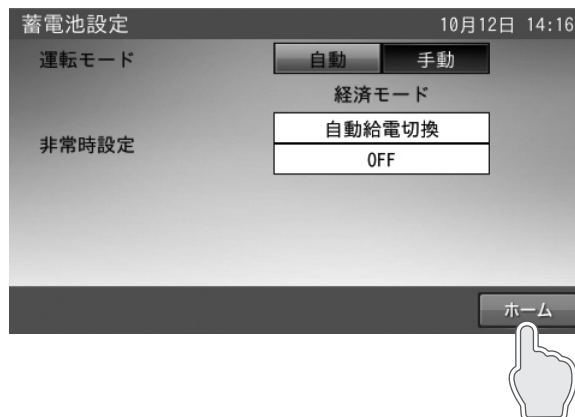 蓄電池設定 10月12日 14:16
運転モード 自動 手動
経済モード
非常時設定 自動給電切換
OFF
ホーム